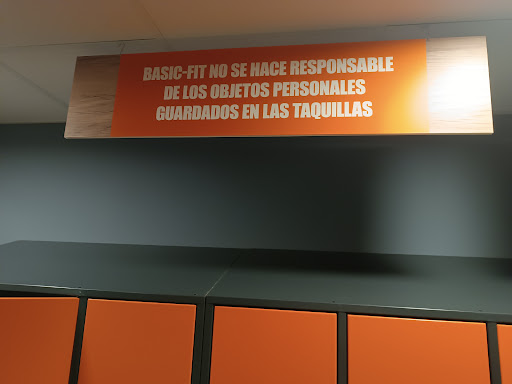 BASIC-FIT NO SE HACE RESPONSABLE
DE LOS OBJETOS PERSONALES
GUARDADOS EN LAS TAQUILLAS